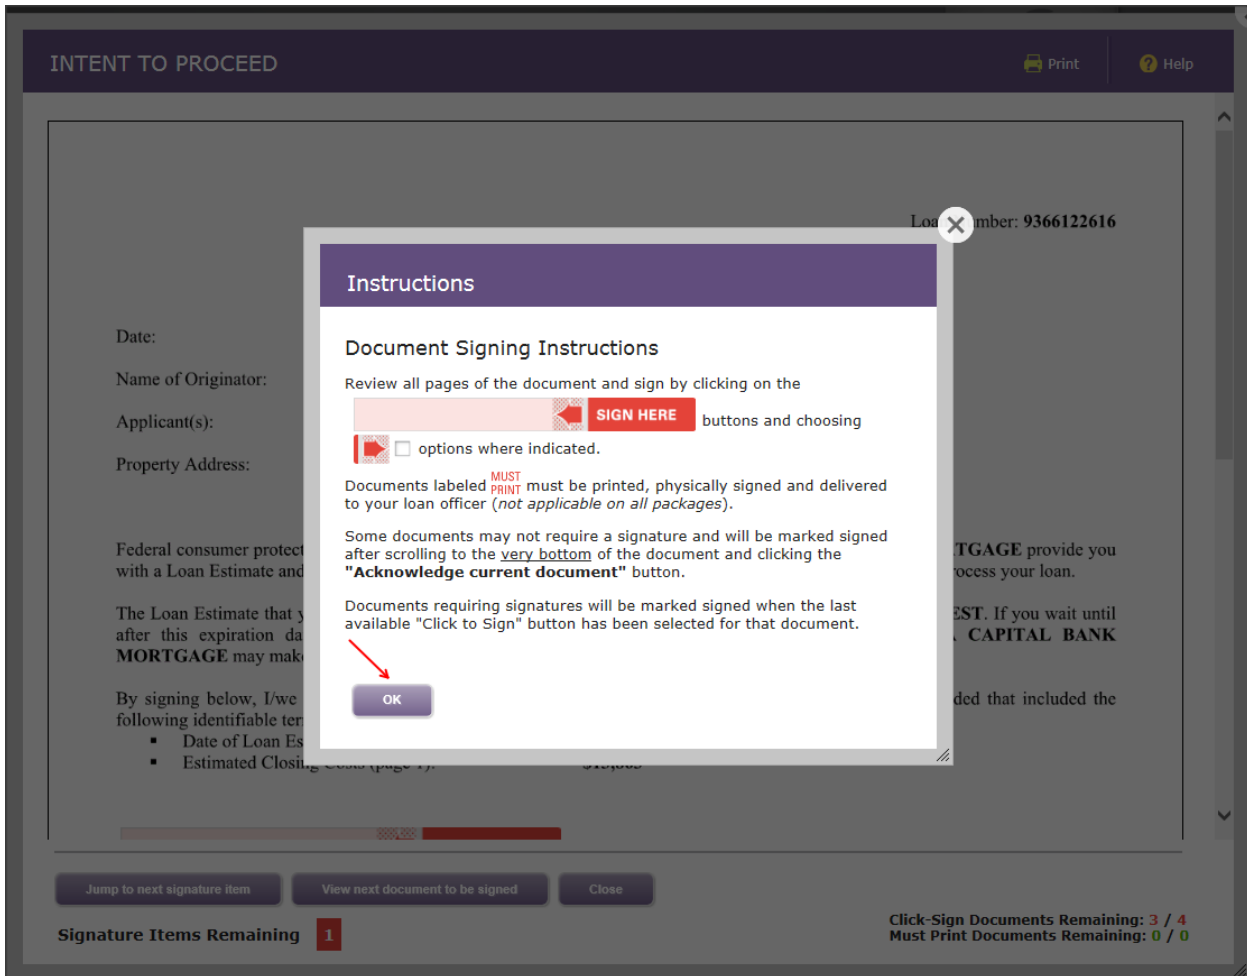 INTENT TO PROCEED
Print
Help
Loa mber: 9366122616
Instructions
Document Signing Instructions
Review all pages of the document and sign by clicking on the
SIGN HERE buttons and choosing
options where indicated.
Documents labeled MUST PRINT must be printed, physically signed and delivered
to your loan officer (not applicable on all packages).
Some documents may not require a signature and will be marked signed
after scrolling to the very bottom of the document and clicking the
"Acknowledge current document" button.
Documents requiring signatures will be marked signed when the last
available "Click to Sign" button has been selected for that document.
OK
Date:
Name of Originator:
Applicant(s):
Property Address:
Federal consumer protect TGAGE provide you
with a Loan Estimate and ocess your loan.
The Loan Estimate that y EST. If you wait until
after this expiration da CAPITAL BANK
MORTGAGE may mak
By signing below, I/we ded that included the
following identifiable ter
▪ Date of Loan Es
▪ Estimated Closing Costs (page 1): $13,863
Jump to next signature item
View next document to be signed
Close
Signature Items Remaining 1
Click-Sign Documents Remaining: 3 / 4
Must Print Documents Remaining: 0 / 0